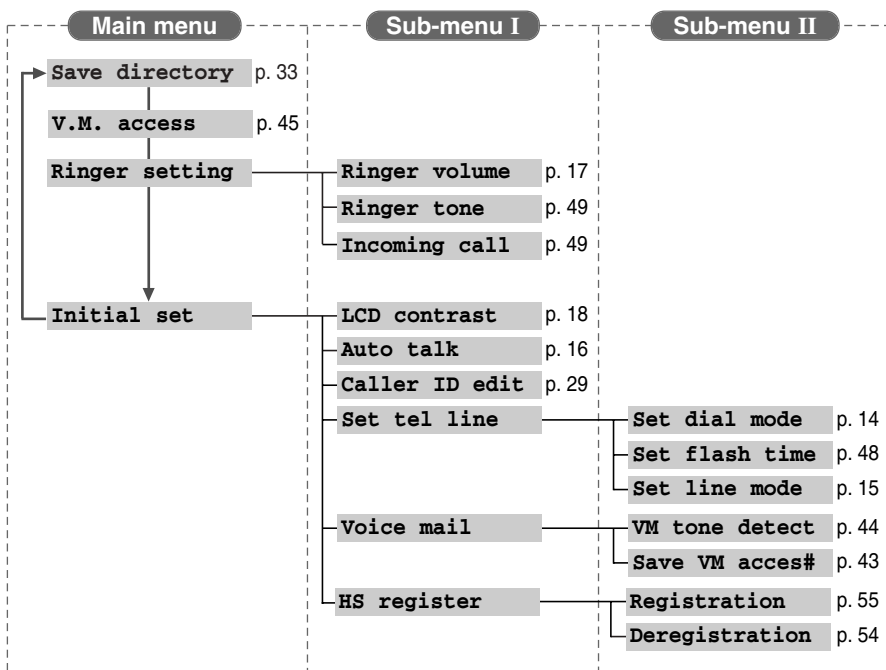 Main menu Sub-menu I Sub-menu II
Save directory p. 33
V.M. access p. 45
Ringer setting Ringer volume p. 17
Ringer tone p. 49
Incoming call p. 49
Initial set LCD contrast p. 18
Auto talk p. 16
Caller ID edit p. 29
Set tel line Set dial mode p. 14
Set flash time p. 48
Set line mode p. 15
Voice mail VM tone detect p. 44
Save VM acces# p. 43
HS register Registration p. 55
Deregistration p. 54